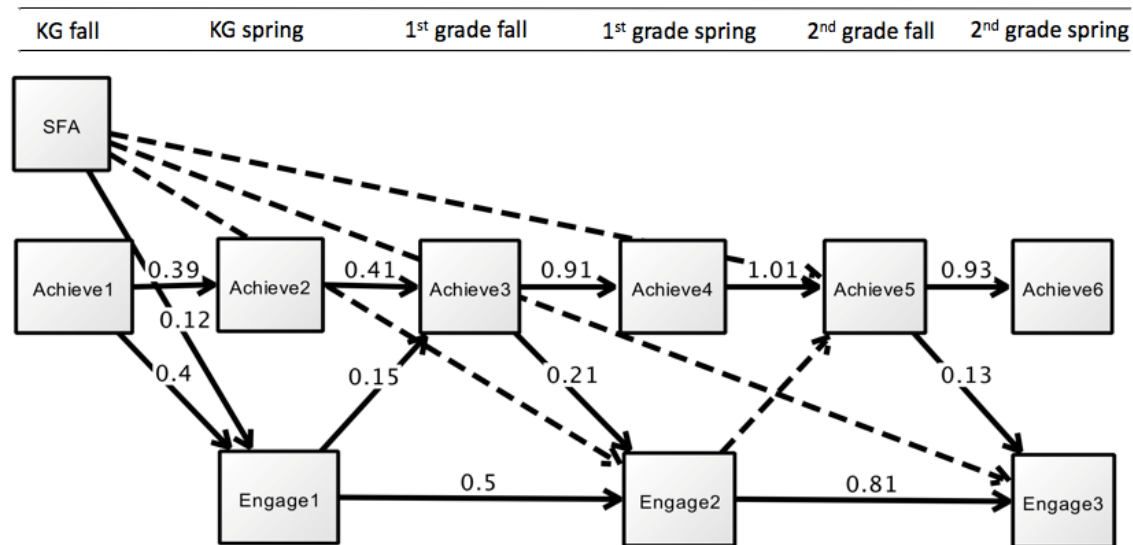 KG fall KG spring 1st grade fall 1st grade spring 2nd grade fall 2nd grade spring
SFA
Achieve1 0.39 Achieve2 0.41 Achieve3 0.91 Achieve4 1.01 Achieve5 0.93 Achieve6
0.12
0.4 0.15 0.21 0.13
Engage1 0.5 Engage2 0.81 Engage3